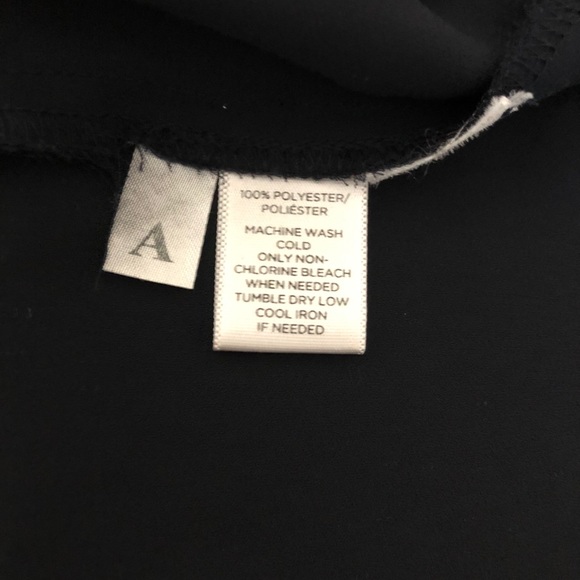 A
100% POLYESTER/
POLIÉSTER
MACHINE WASH
COLD
ONLY NON-
CHLORINE BLEACH
WHEN NEEDED
TUMBLE DRY LOW
COOL IRON
IF NEEDED